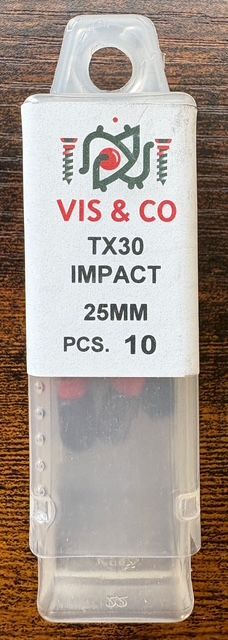 VIS & CO
TX30
IMPACT
25MM
PCS. 10